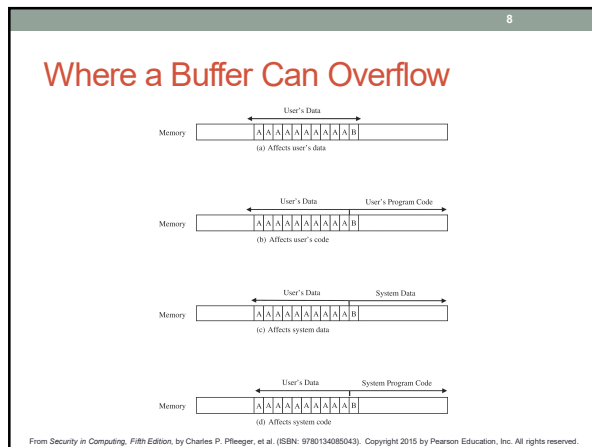 8
Where a Buffer Can Overflow
User's Data
Memory A A A A A A A A A A B
(a) Affects user's data
User's Data User's Program Code
Memory A A A A A A A A A A B
(b) Affects user's code
User's Data System Data
Memory A A A A A A A A A A B
(c) Affects system data
User's Data System Program Code
Memory A A A A A A A A A A B
(d) Affects system code
From Security in Computing, Fifth Edition, by Charles P. Pfleeger, et al. (ISBN: 9780134085043). Copyright 2015 by Pearson Education, Inc. All rights reserved.